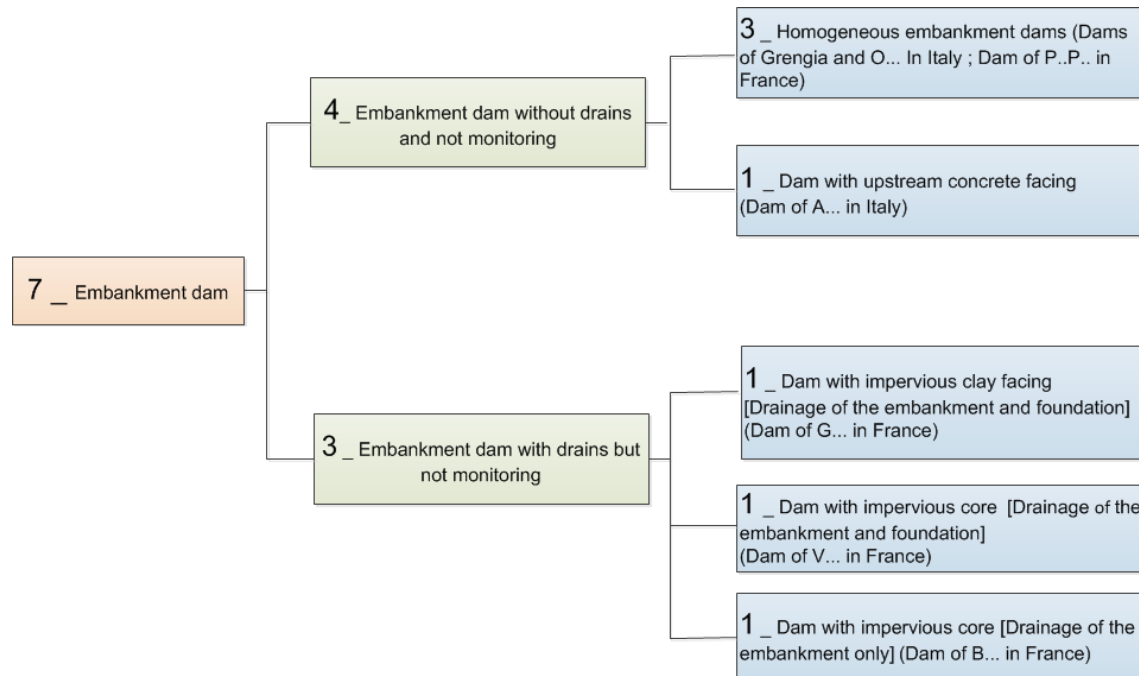 3 _ Homogeneous embankment dams (Dams
of Grengia and O... In Italy ; Dam of P..P.. in
France)
4_ Embankment dam without drains
and not monitoring
1 _ Dam with upstream concrete facing
(Dam of A... in Italy)
7 _ Embankment dam
1 _ Dam with impervious clay facing
[Drainage of the embankment and foundation]
(Dam of G... in France)
3 _ Embankment dam with drains but
not monitoring
1 _ Dam with impervious core [Drainage of the
embankment and foundation]
(Dam of V... in France)
1 _ Dam with impervious core [Drainage of the
embankment only] (Dam of B... in France)